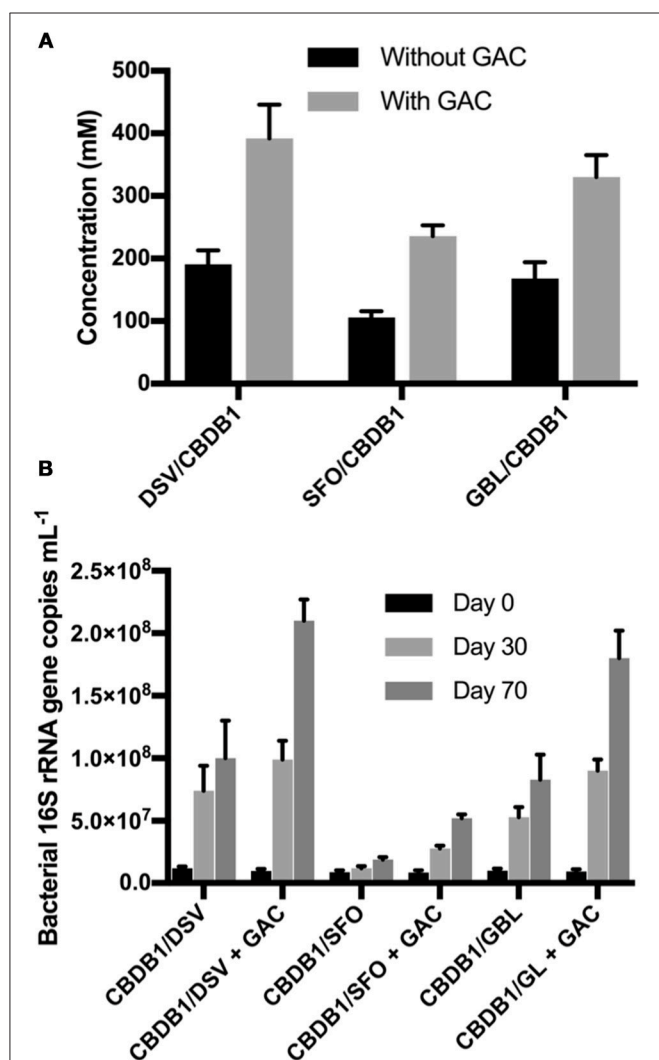 A
Without GAC
With GAC
Concentration (mM)
500
400
300
200
100
0
DSV/CBDB1
SFO/CBDB1
GBL/CBDB1
B
Bacterial 16S rRNA gene copies mL⁻¹
2.5×10⁸
2.0×10⁸
1.5×10⁸
1.0×10⁸
5.0×10⁷
0.0
Day 0
Day 30
Day 70
CBDB1/DSV
CBDB1/DSV + GAC
CBDB1/SFO
CBDB1/SFO + GAC
CBDB1/GBL
CBDB1/GL + GAC